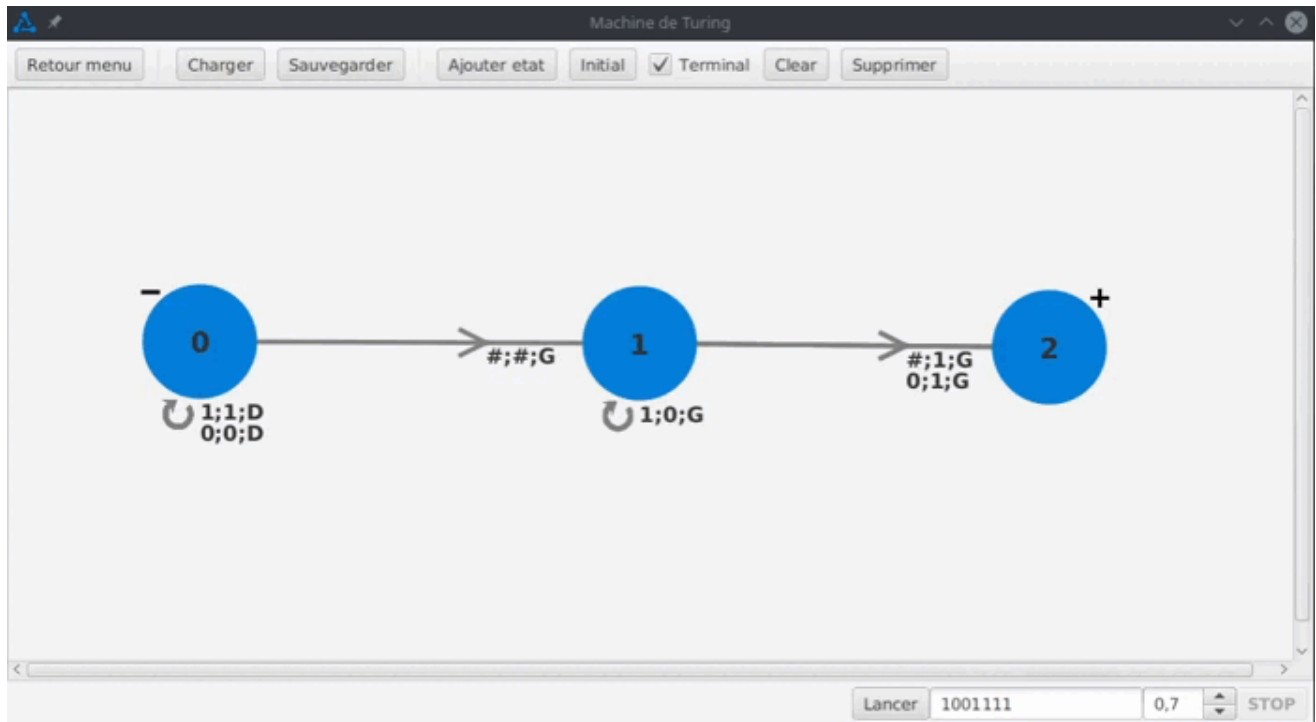 Machine de Turing
Retour menu Charger Sauvegarder Ajouter etat Initial Terminal Clear Supprimer
− +
0 1 2
#;#;G #;1;G
0;1;G
1;1;D 1;0;G
0;0;D
Lancer 1001111 0,7 STOP